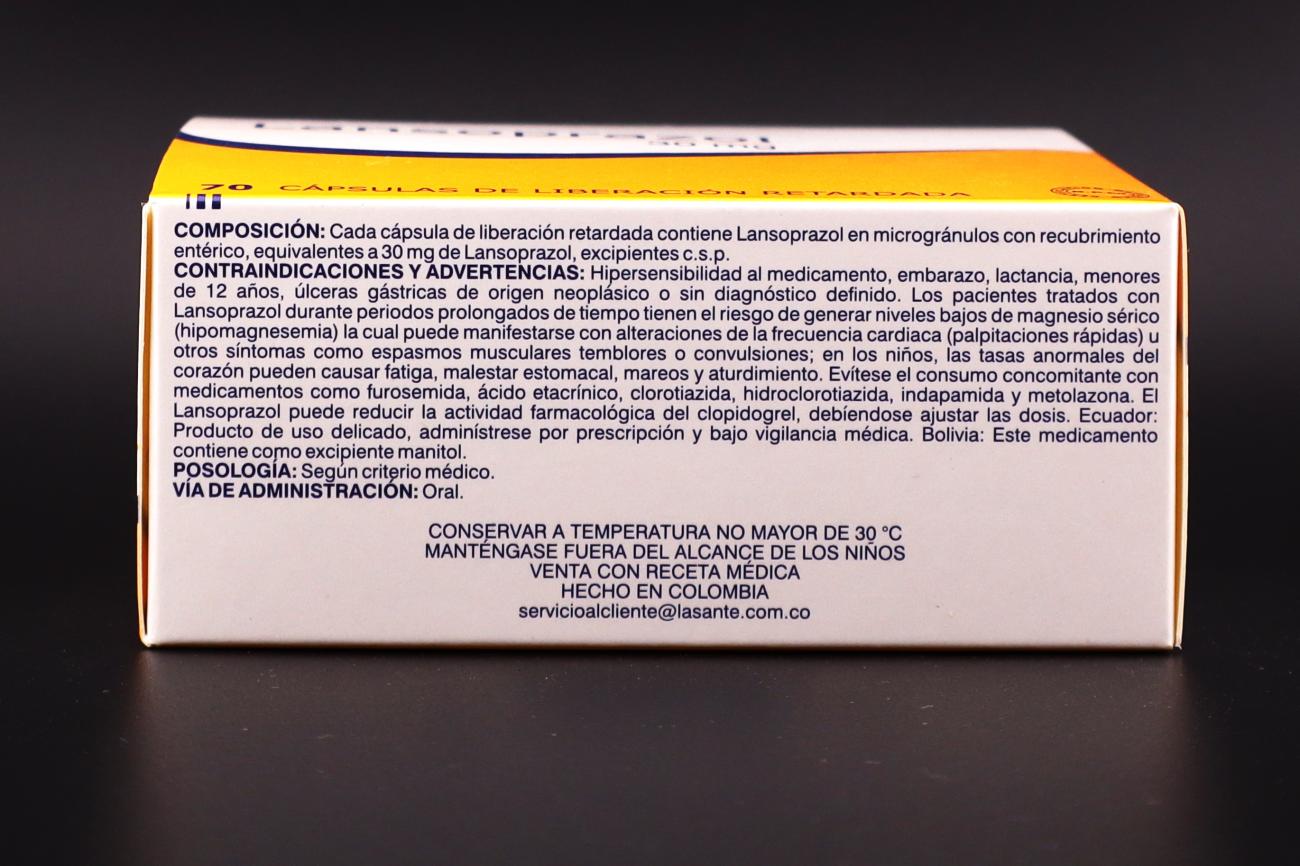 Lansoprazol
30 mg
70 CÁPSULAS DE LIBERACIÓN RETARDADA
COMPOSICIÓN: Cada cápsula de liberación retardada contiene Lansoprazol en microgránulos con recubrimiento
entérico, equivalentes a 30 mg de Lansoprazol, excipientes c.s.p.
CONTRAINDICACIONES Y ADVERTENCIAS: Hipersensibilidad al medicamento, embarazo, lactancia, menores
de 12 años, úlceras gástricas de origen neoplásico o sin diagnóstico definido. Los pacientes tratados con
Lansoprazol durante periodos prolongados de tiempo tienen el riesgo de generar niveles bajos de magnesio sérico
(hipomagnesemia) la cual puede manifestarse con alteraciones de la frecuencia cardiaca (palpitaciones rápidas) u
otros síntomas como espasmos musculares temblores o convulsiones; en los niños, las tasas anormales del
corazón pueden causar fatiga, malestar estomacal, mareos y aturdimiento. Evítese el consumo concomitante con
medicamentos como furosemida, ácido etacrínico, clorotiazida, hidroclorotiazida, indapamida y metolazona. El
Lansoprazol puede reducir la actividad farmacológica del clopidogrel, debiéndose ajustar las dosis. Ecuador:
Producto de uso delicado, adminístrese por prescripción y bajo vigilancia médica. Bolivia: Este medicamento
contiene como excipiente manitol.
POSOLOGÍA: Según criterio médico.
VÍA DE ADMINISTRACIÓN: Oral.
CONSERVAR A TEMPERATURA NO MAYOR DE 30 °C
MANTÉNGASE FUERA DEL ALCANCE DE LOS NIÑOS
VENTA CON RECETA MÉDICA
HECHO EN COLOMBIA
servicioalcliente@lasante.com.co